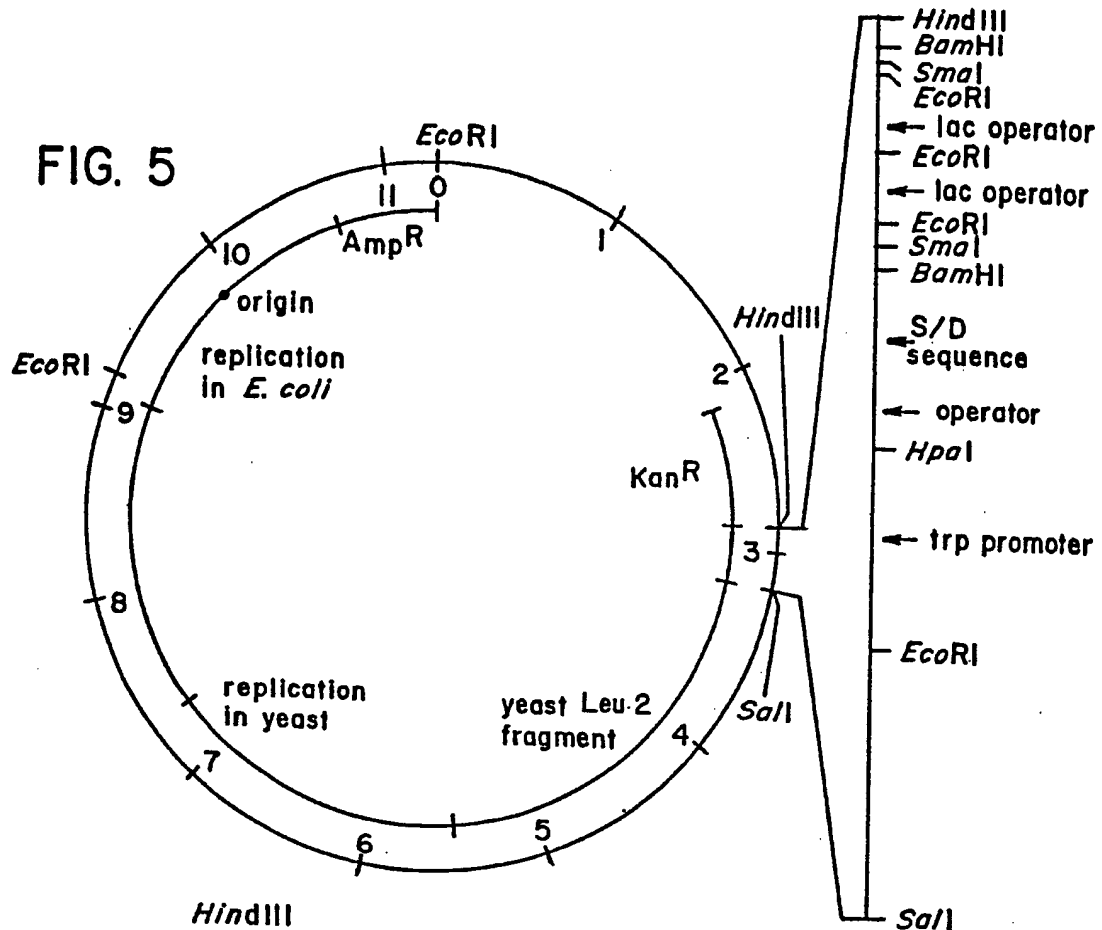 FIG. 5
EcoRI
0
1
2
3
4
5
6
7
8
9
10
11
AmpR
origin
replication
in E. coli
EcoRI
replication
in yeast
yeast Leu·2
fragment
KanR
HindIII
SalI
HindIII
HindIII
BamHI
SmaI
EcoRI
lac operator
EcoRI
lac operator
EcoRI
SmaI
BamHI
S/D
sequence
operator
HpaI
trp promoter
EcoRI
SalI